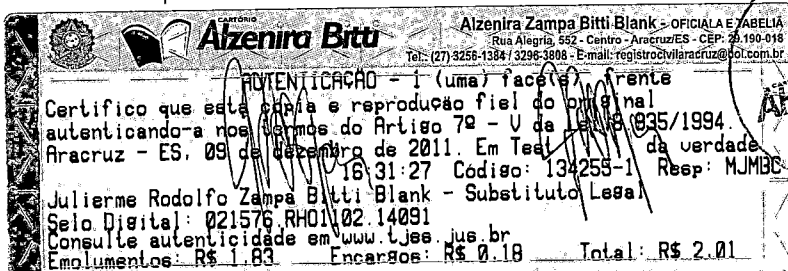 CARTÓRIO
Alzenira Bitti
Alzenira Zampa Bitti Blank - OFICIALA E TABELIÃ
Rua Alegria, 552 - Centro - Aracruz/ES - CEP: 29.190-018
Tel.: (27) 3256-1384 / 3296-3808 - E-mail: registrocivilaracruz@bol.com.br
AUTENTICAÇÃO - 1 (uma) face(s) frente
Certifico que esta cópia e reprodução fiel do original
autenticando-a nos termos do Artigo 7º - V da Lei 8.935/1994.
Aracruz - ES, 09 de dezembro de 2011. Em Test da verdade
16:31:27 Código: 134255-1 Resp: MJMBC
Julierme Rodolfo Zampa Bitti Blank - Substituto Legal
Selo Digital: 021576.RHO1102.14091
Consulte autenticidade em www.tjes.jus.br
Emolumentos: R$ 1.83 Encargos: R$ 0.18 Total: R$ 2.01